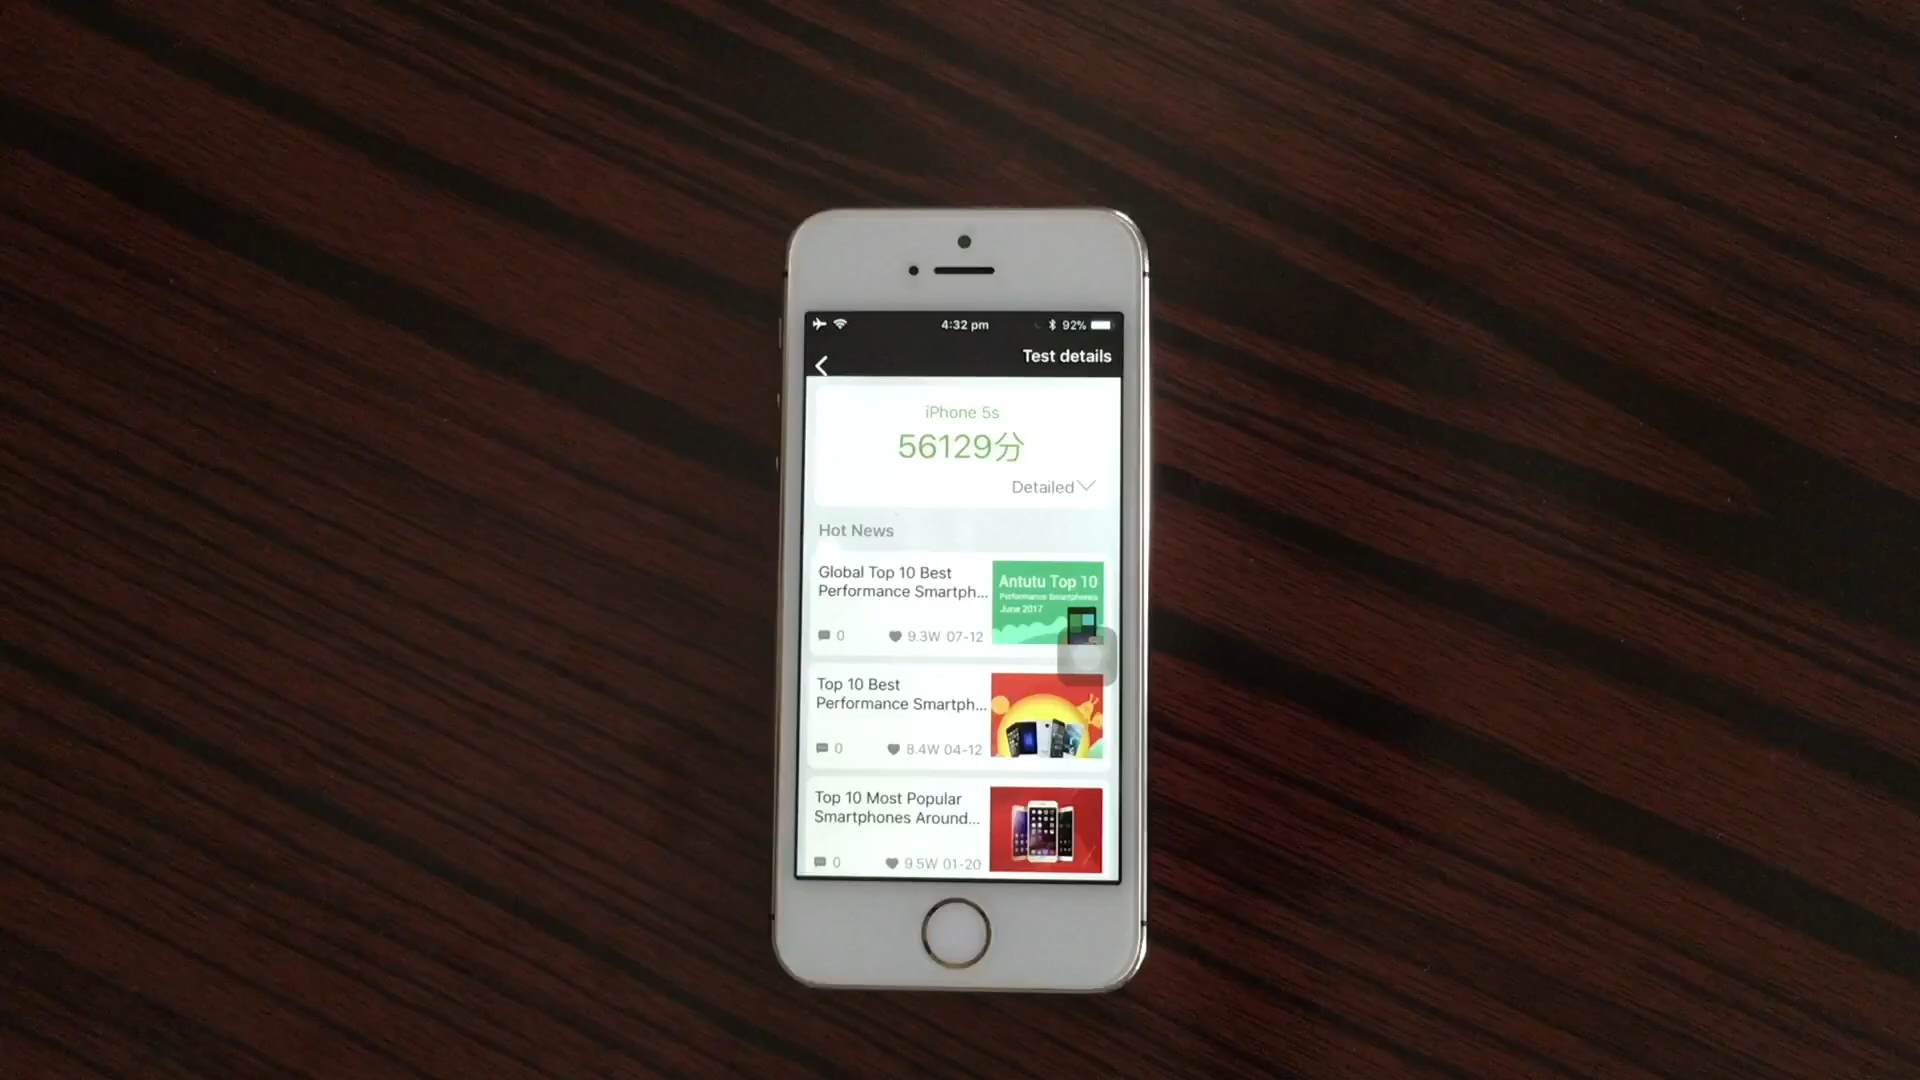 4:32 pm
92%
Test details
iPhone 5s
56129分
Detailed
Hot News
Global Top 10 Best
Performance Smartph...
0
9.3W 07-12
Antutu Top 10
Performance Smartphones
June 2017
Top 10 Best
Performance Smartph...
0
8.4W 04-12
Top 10 Most Popular
Smartphones Around...
0
9.5W 01-20